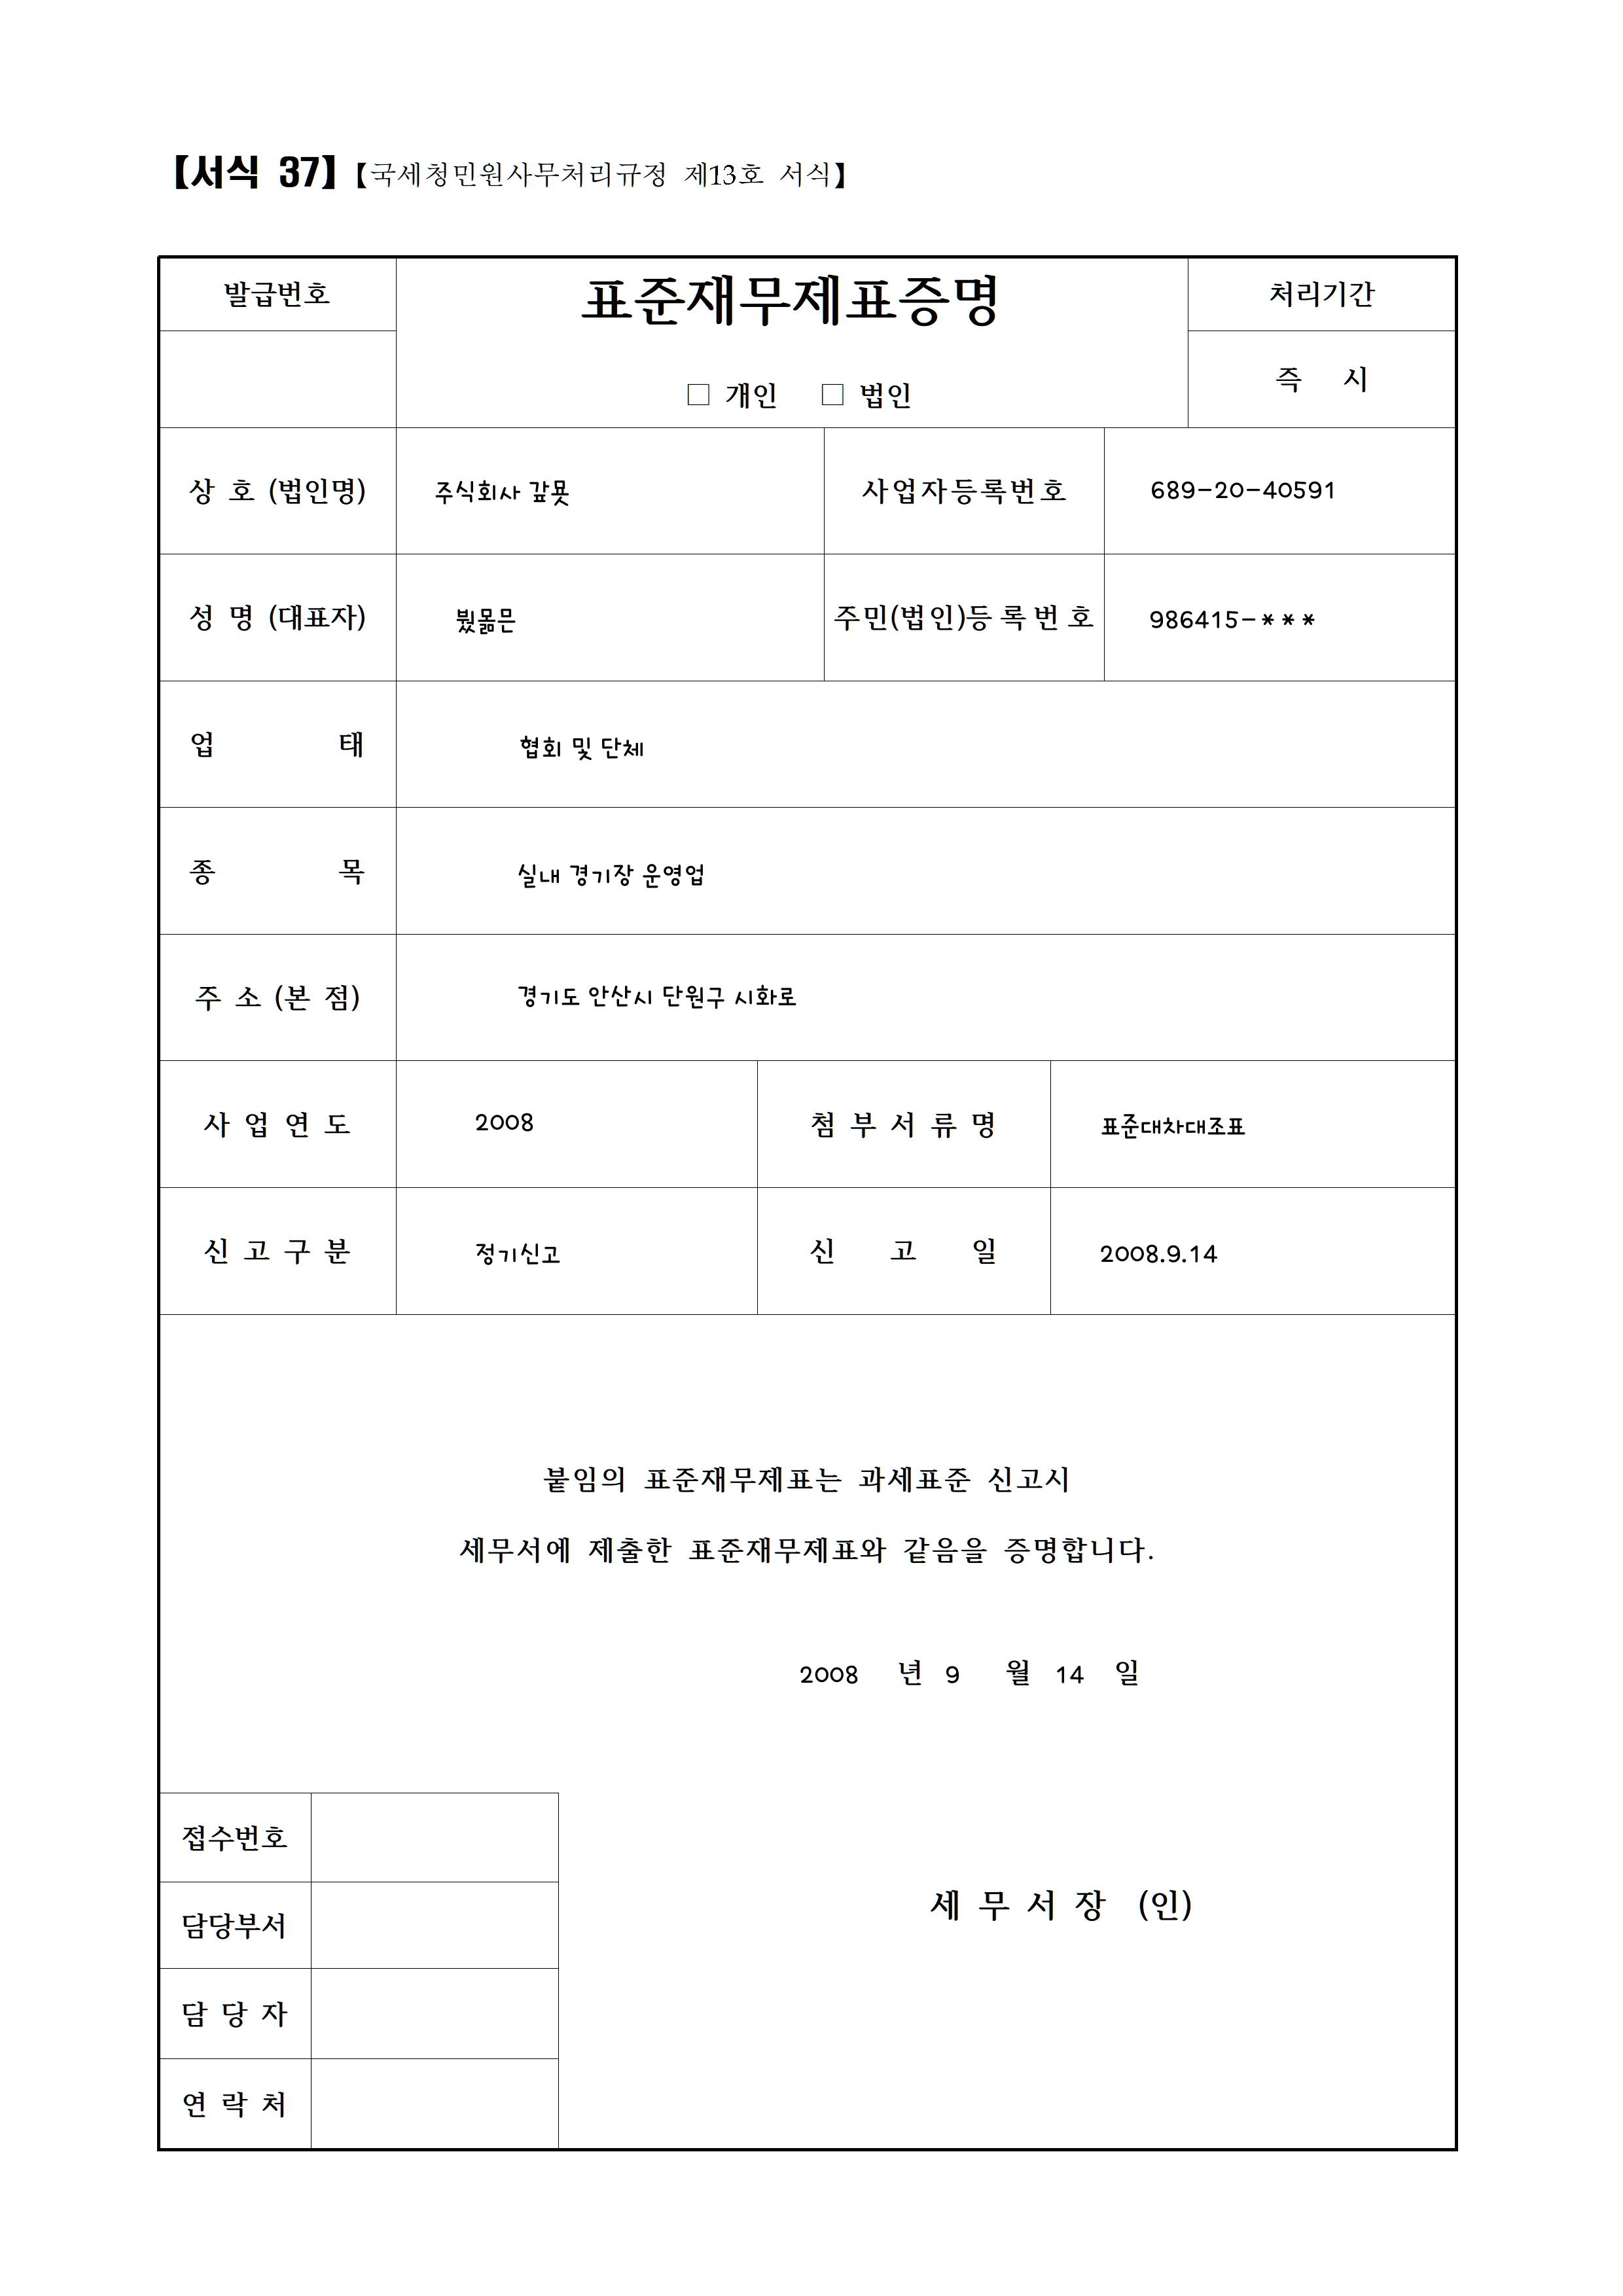 【서식 37】【국세청민원사무처리규정 제13호 서식】
발급번호
표준재무제표증명
처리기간
□ 개인 □ 법인
즉 시
상 호 (법인명) 주식회사 갚묫 사업자등록번호 689-20-40591
성 명 (대표자) 주민(법인)등록번호 986415-***
업 태 협회 및 단체
종 목 실내 경기장 운영업
주 소 (본 점) 경기도 안산시 단원구 시화로
사 업 연 도 2008 첨 부 서 류 명 표준대차대조표
신 고 구 분 정기신고 신 고 일 2008.9.14
붙임의 표준재무제표는 과세표준 신고시
세무서에 제출한 표준재무제표와 같음을 증명합니다.
2008 년 9 월 14 일
접수번호
담당부서
세 무 서 장 (인)
담 당 자
연 락 처